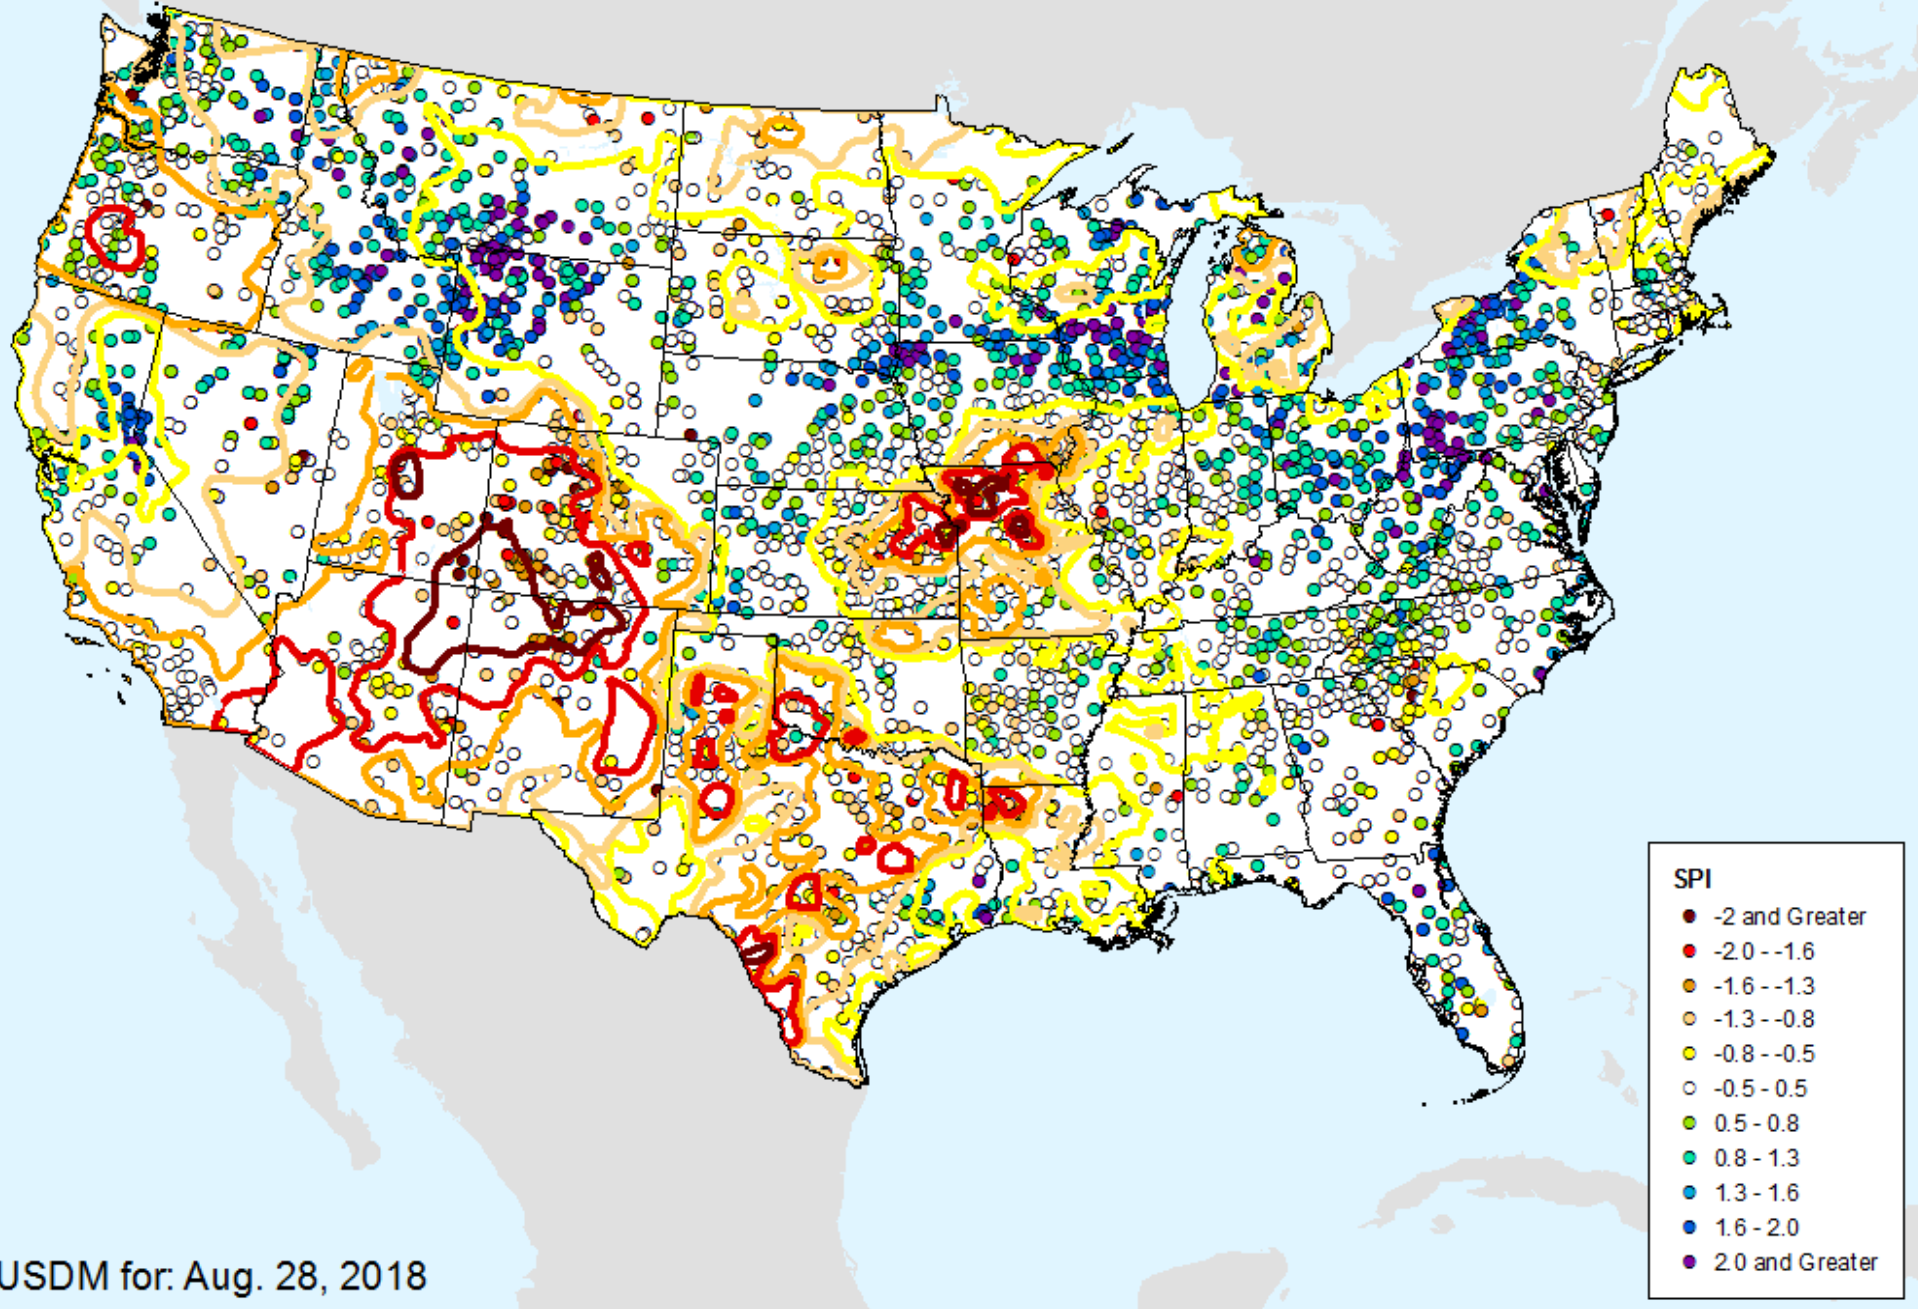 SPI
-2 and Greater
-2.0 - -1.6
-1.6 - -1.3
-1.3 - -0.8
-0.8 - -0.5
-0.5 - 0.5
0.5 - 0.8
0.8 - 1.3
1.3 - 1.6
1.6 - 2.0
2.0 and Greater
USDM for: Aug. 28, 2018